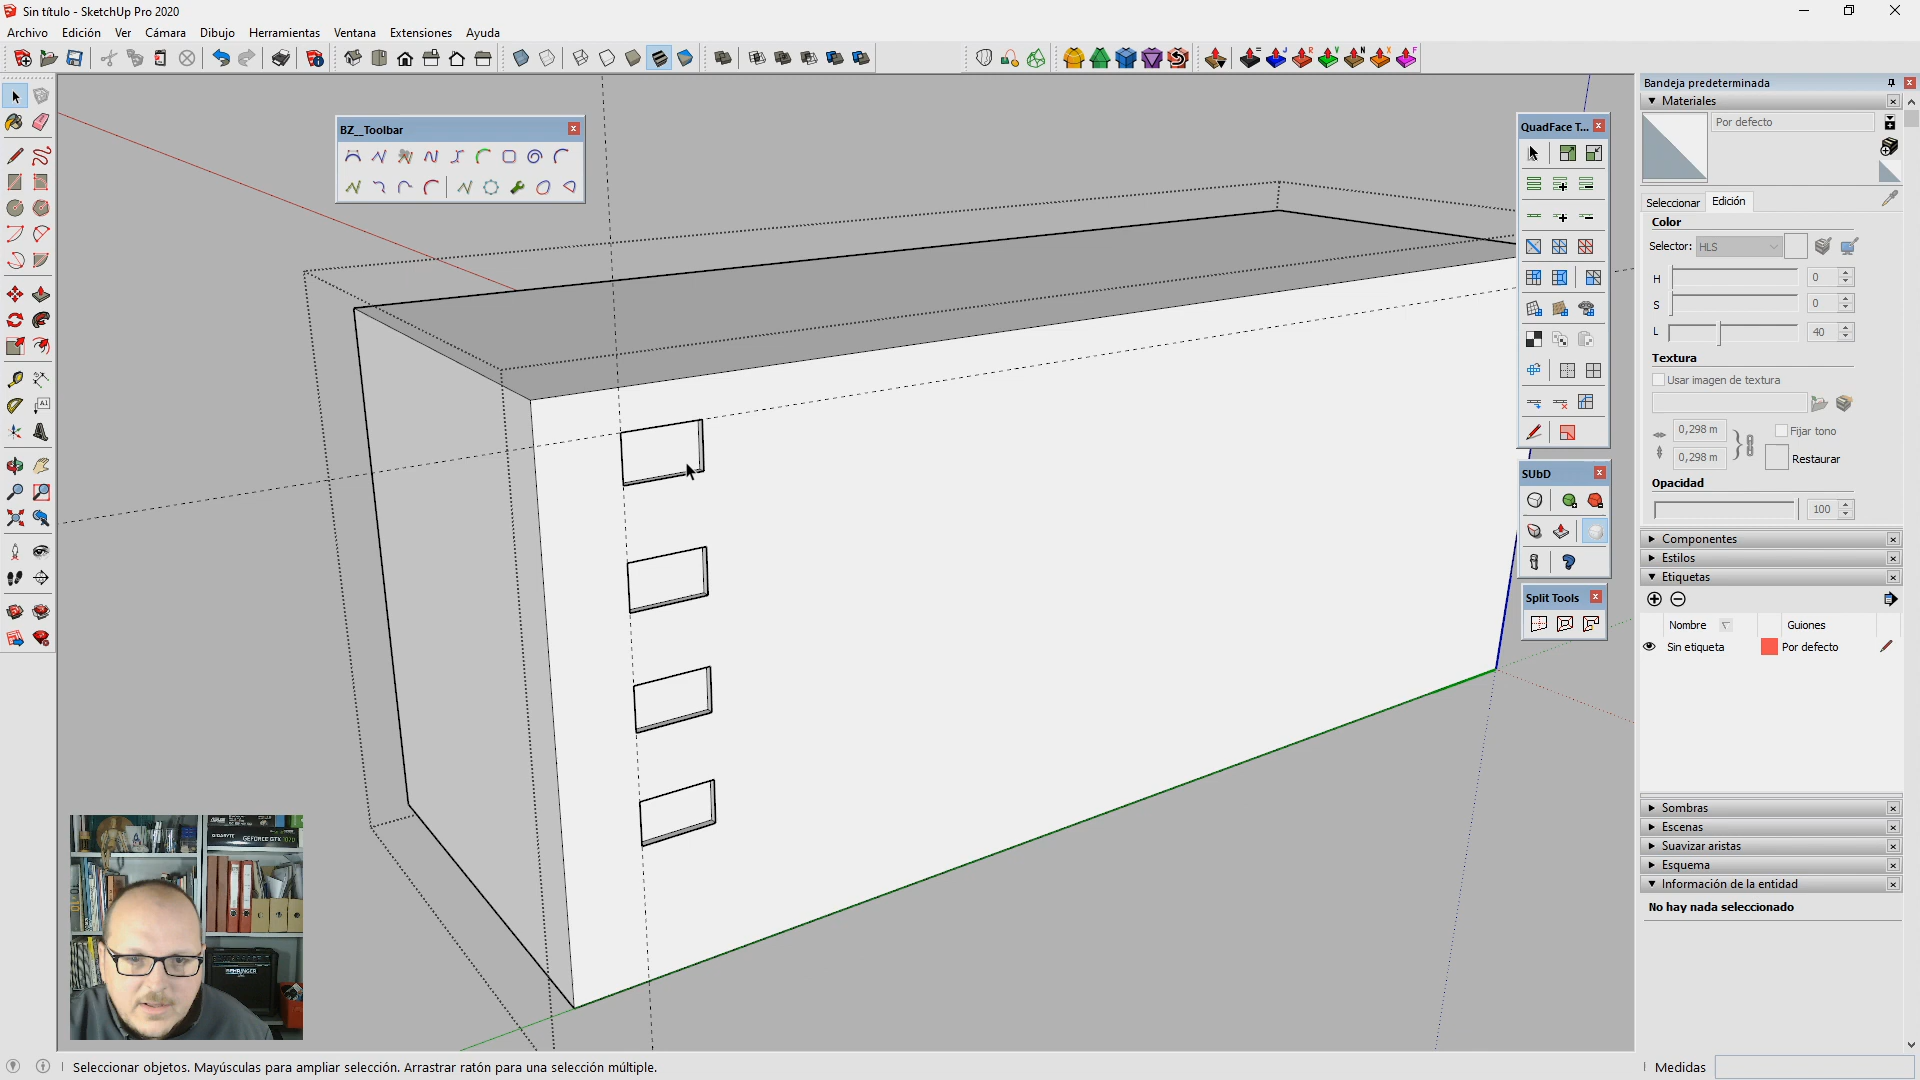 Sin título - SketchUp Pro 2020
Archivo Edición Ver Cámara Dibujo Herramientas Ventana Extensiones Ayuda
BZ__Toolbar
QuadFace T...
SUbD
Split Tools
Bandeja predeterminada
Materiales
Por defecto
Seleccionar Edición
Color
Selector: HLS
H 0
S 0
L 40
Textura
Usar imagen de textura
0,298 m Fijar tono
0,298 m Restaurar
Opacidad
100
Componentes
Estilos
Etiquetas
Nombre Guiones
Sin etiqueta Por defecto
Sombras
Escenas
Suavizar aristas
Esquema
Información de la entidad
No hay nada seleccionado
GEFORCE GTX
BEHRINGER
Seleccionar objetos. Mayúsculas para ampliar selección. Arrastrar ratón para una selección múltiple.
Medidas